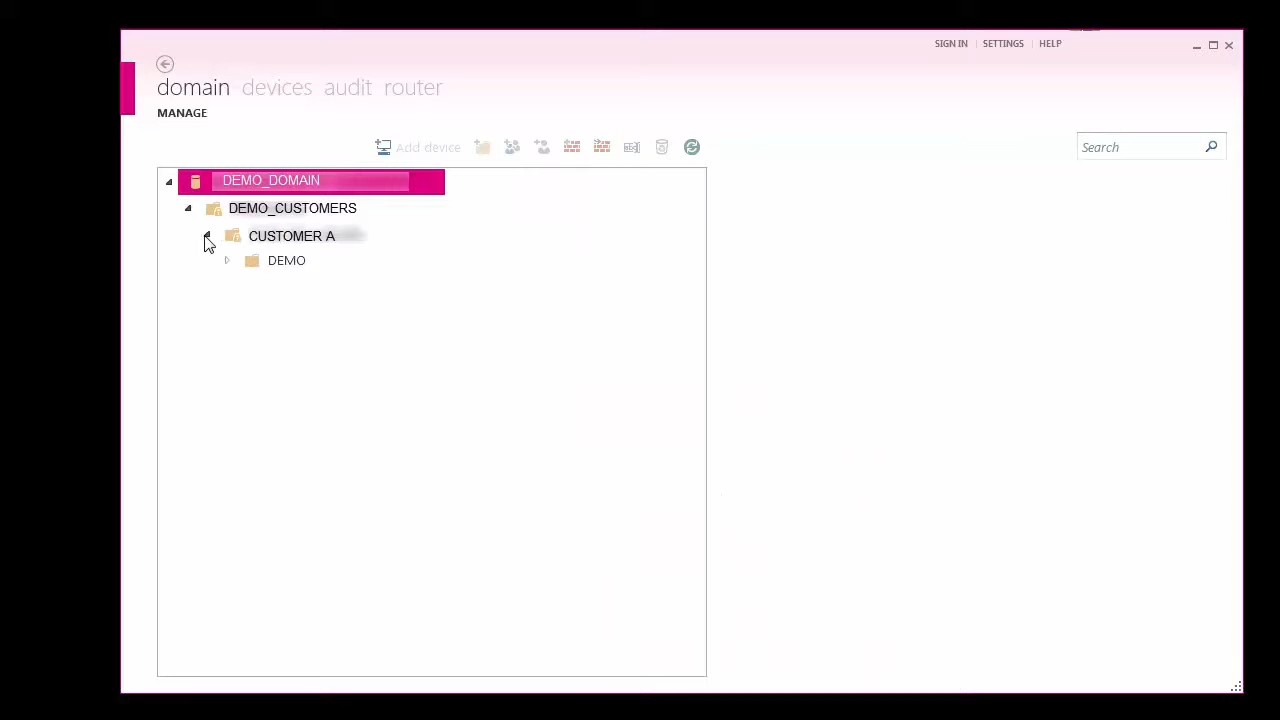 SIGN IN SETTINGS HELP
domain devices audit router
MANAGE
Add device
Search
DEMO_DOMAIN
DEMO_CUSTOMERS
CUSTOMER A
DEMO